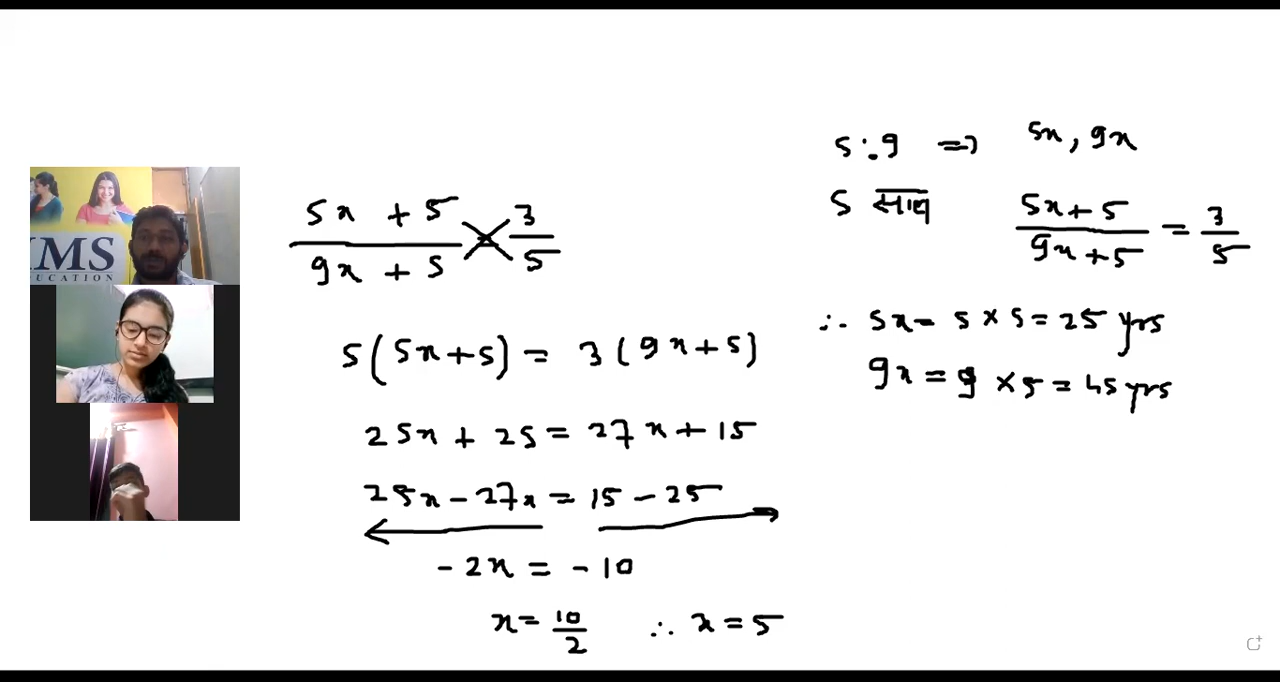 IMS
EDUCATION
5x + 5 / 9x + 5 × 3/5
5(5x+5) = 3(9x+5)
25x + 25 = 27x + 15
25x - 27x = 15 - 25
-2x = -10
x = 10/2 ∴ x = 5
5:9 => 5x, 9x
5 साल 5x+5 / 9x+5 = 3/5
∴ 5x = 5 × 5 = 25 yrs
9x = 9 × 5 = 45 yrs